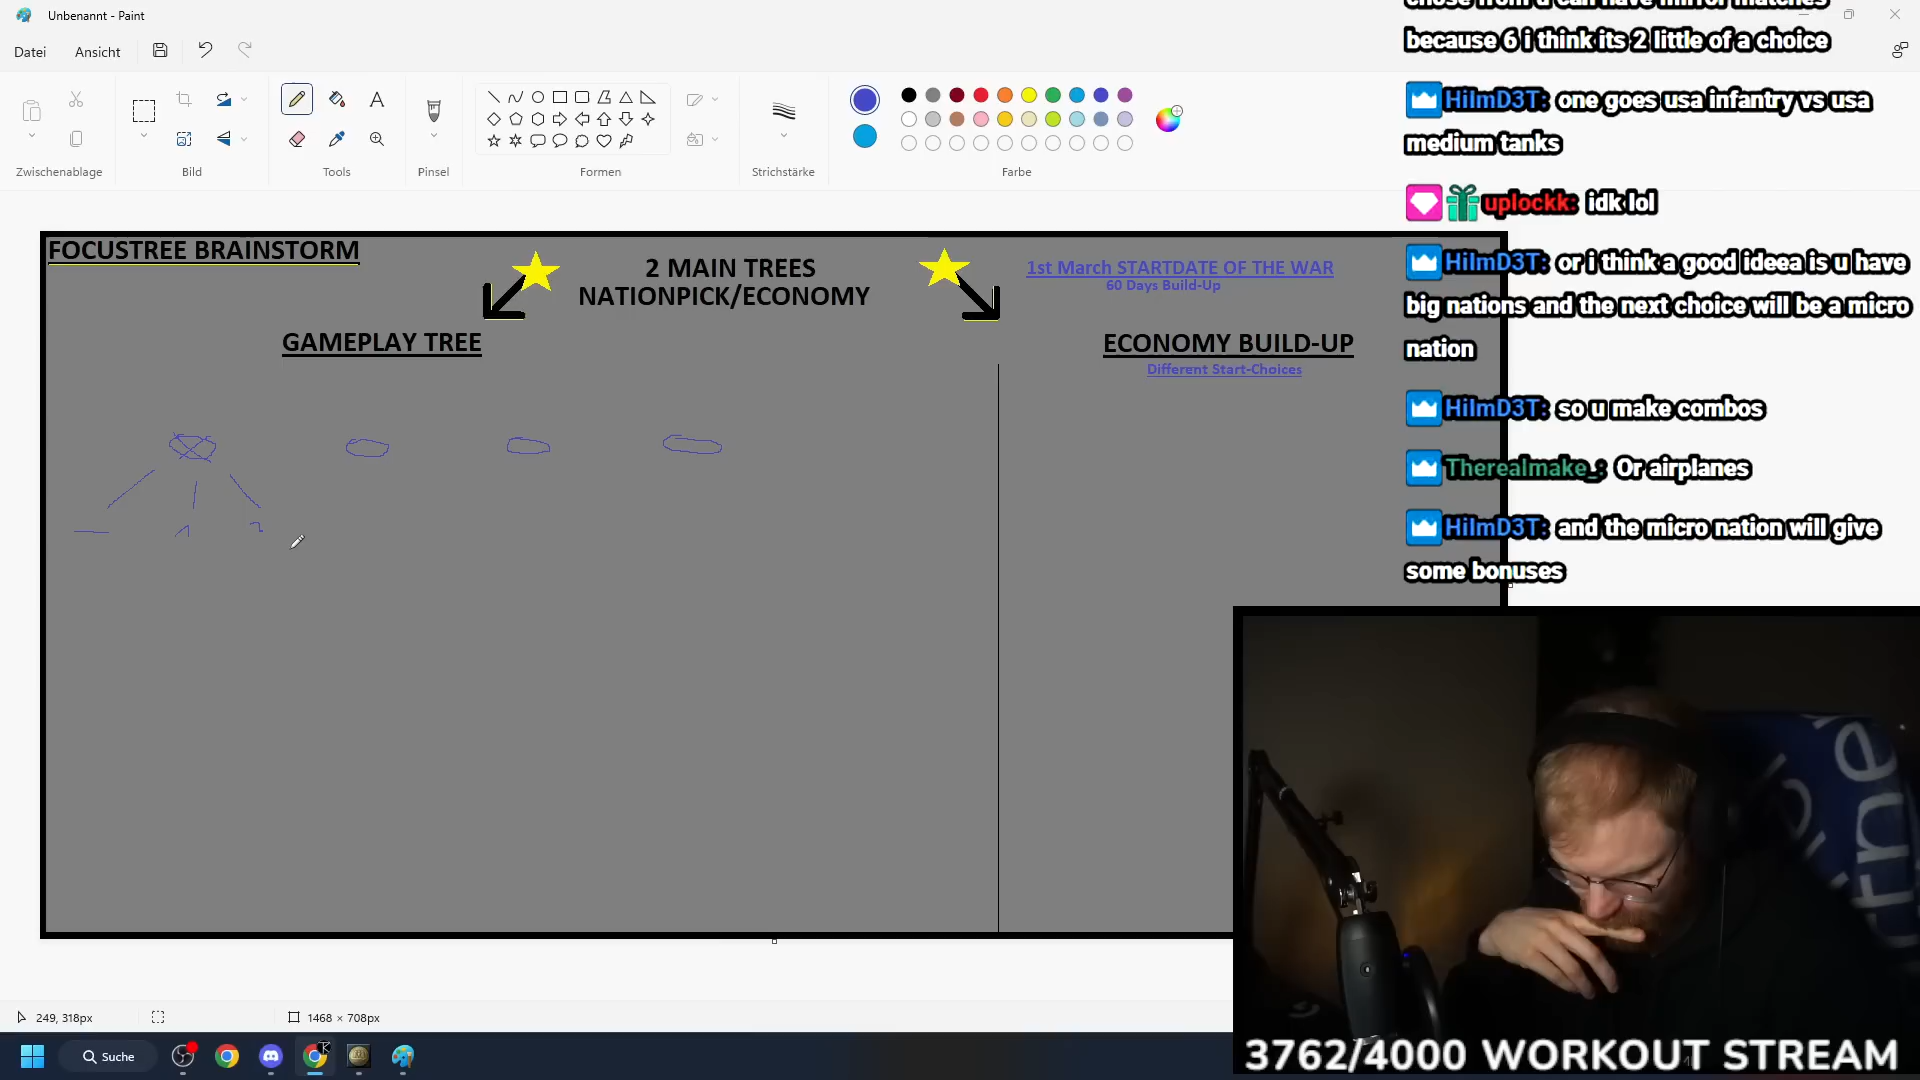 Unbenannt - Paint
Datei
Ansicht
Zwischenablage
Bild
Tools
Pinsel
Formen
Strichstärke
Farbe
because 6 i think its 2 little of a choice
HilmD3T: one goes usa infantry vs usa
medium tanks
uplockk: idk lol
HilmD3T: or i think a good ideea is u have
big nations and the next choice will be a micro
nation
HilmD3T: so u make combos
Therealmake_: Or airplanes
HilmD3T: and the micro nation will give
some bonuses
FOCUSTREE BRAINSTORM
2 MAIN TREES
NATIONPICK/ECONOMY
1st March STARTDATE OF THE WAR
60 Days Build-Up
GAMEPLAY TREE
ECONOMY BUILD-UP
Different Start-Choices
249, 318px
1468 × 708px
Suche
3762/4000 WORKOUT STREAM